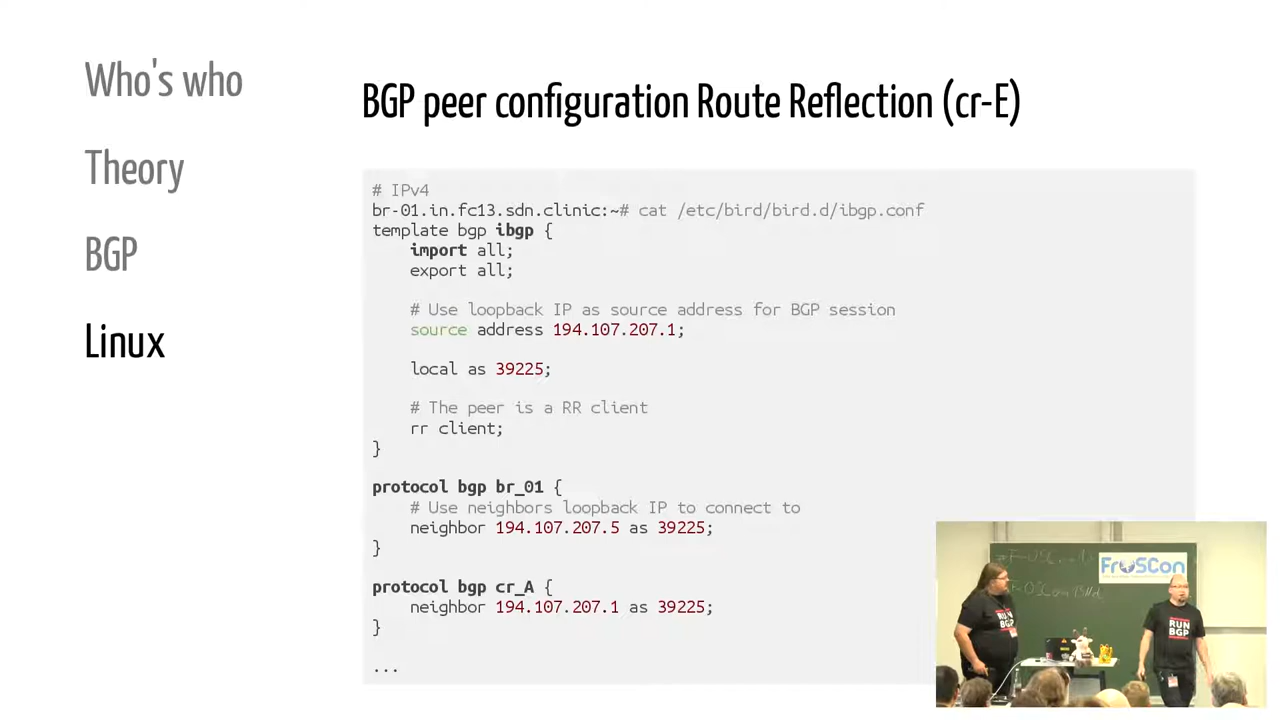 Who's who
Theory
BGP
Linux
BGP peer configuration Route Reflection (cr-E)
# IPv4
br-01.in.fc13.sdn.clinic:~# cat /etc/bird/bird.d/ibgp.conf
template bgp ibgp {
import all;
export all;
# Use loopback IP as source address for BGP session
source address 194.107.207.1;
local as 39225;
# The peer is a RR client
rr client;
}
protocol bgp br_01 {
# Use neighbors loopback IP to connect to
neighbor 194.107.207.5 as 39225;
}
protocol bgp cr_A {
neighbor 194.107.207.1 as 39225;
}
...
FrOSCon
RUN
BGP
RUN
BGP